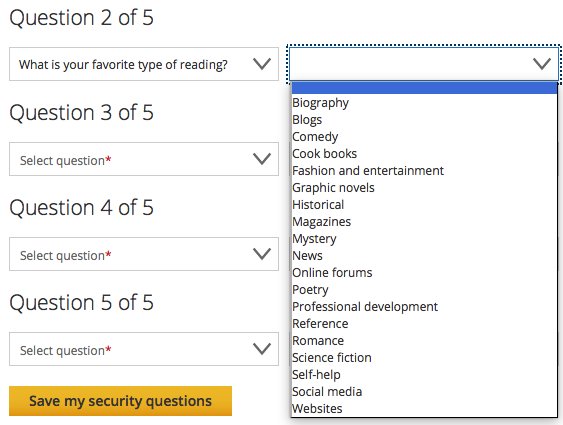 Question 2 of 5
What is your favorite type of reading?
Biography
Blogs
Comedy
Cook books
Fashion and entertainment
Graphic novels
Historical
Magazines
Mystery
News
Online forums
Poetry
Professional development
Reference
Romance
Science fiction
Self-help
Social media
Websites
Question 3 of 5
Select question*
Question 4 of 5
Select question*
Question 5 of 5
Select question*
Save my security questions